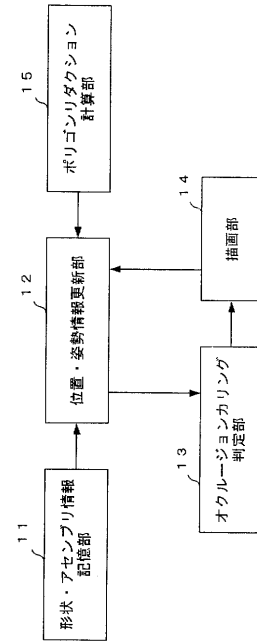 11
形状・アセンブリ情報
記憶部
12
位置・姿勢情報更新部
15
ポリゴンリダクション
計算部
13
オクルージョンカリング
判定部
14
描画部